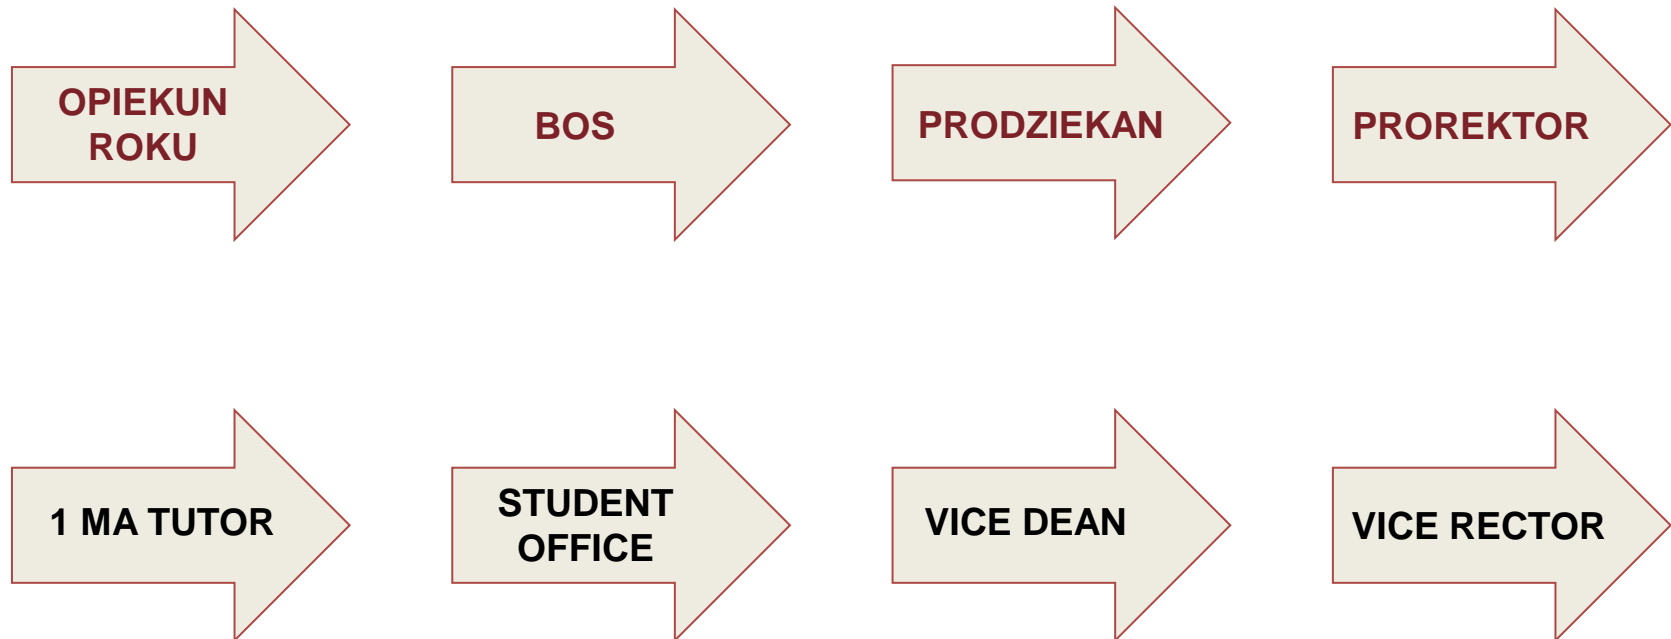 OPIEKUN
ROKU
BOS
PRODZIEKAN
PROREKTOR
1 MA TUTOR
STUDENT
OFFICE
VICE DEAN
VICE RECTOR